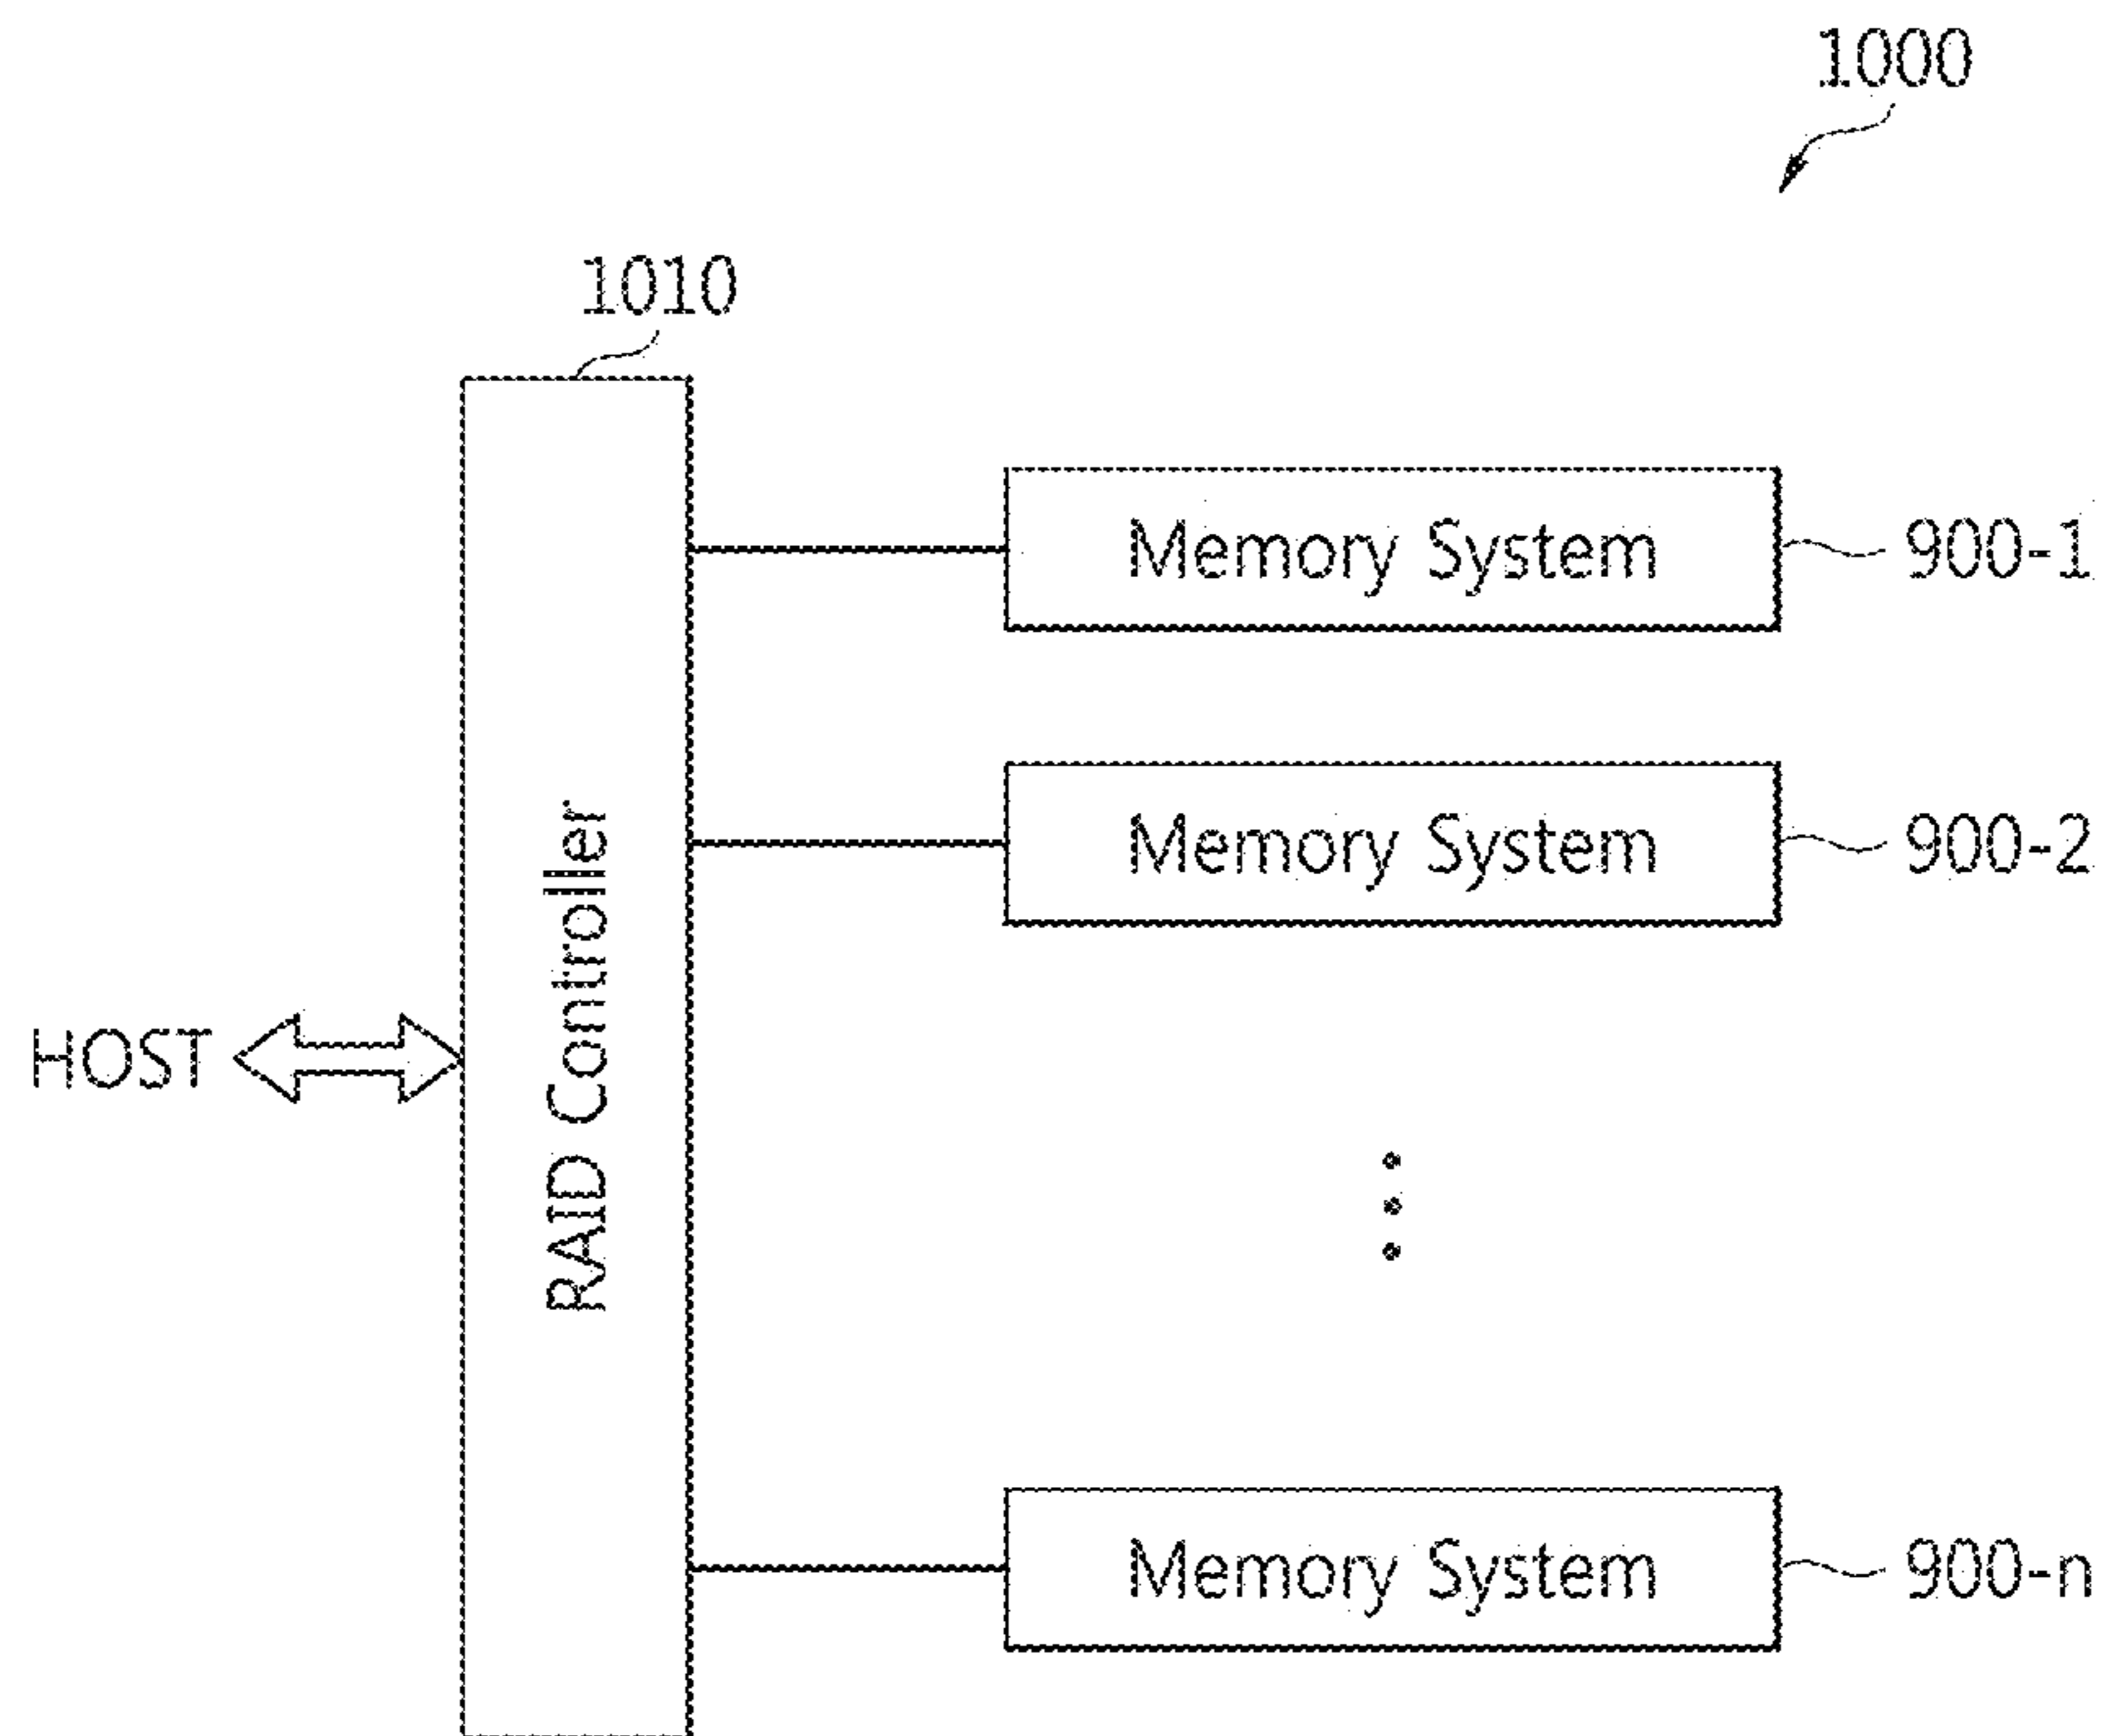 1000
1010
Memory System
900-1
Memory System
900-2
RAID Controller
HOST
Memory System
900-n